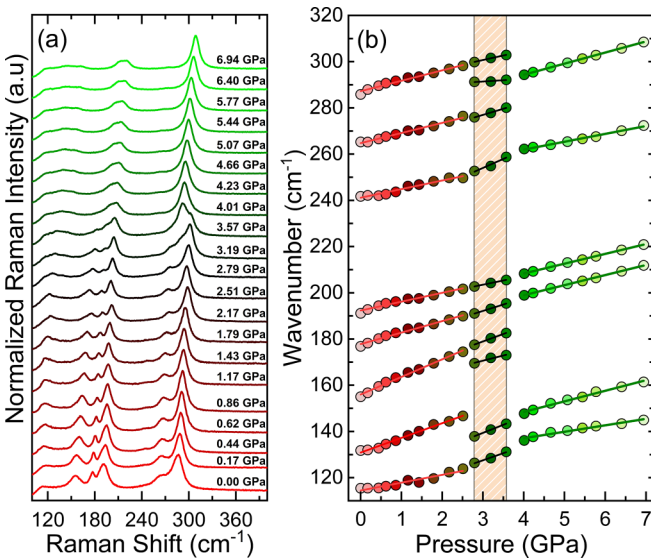 (a)
6.94 GPa
6.40 GPa
5.77 GPa
5.44 GPa
5.07 GPa
4.66 GPa
4.23 GPa
4.01 GPa
3.57 GPa
3.19 GPa
2.79 GPa
2.51 GPa
2.17 GPa
1.79 GPa
1.43 GPa
1.17 GPa
0.86 GPa
0.62 GPa
0.44 GPa
0.17 GPa
0.00 GPa
120 180 240 300 360
Raman Shift (cm⁻¹)
Normalized Raman Intensity (a.u)
(b)
320
300
280
260
240
220
200
180
160
140
120
0 1 2 3 4 5 6 7
Pressure (GPa)
Wavenumber (cm⁻¹)